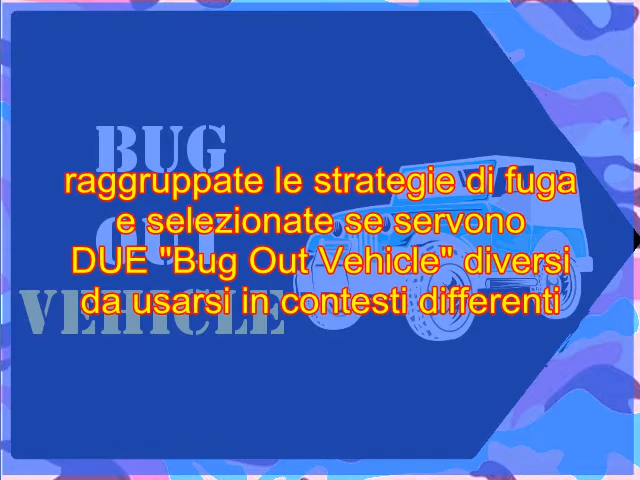 BUG
OUT
VEHICLE
raggruppate le strategie di fuga
e selezionate se servono
DUE "Bug Out Vehicle" diversi
da usarsi in contesti differenti